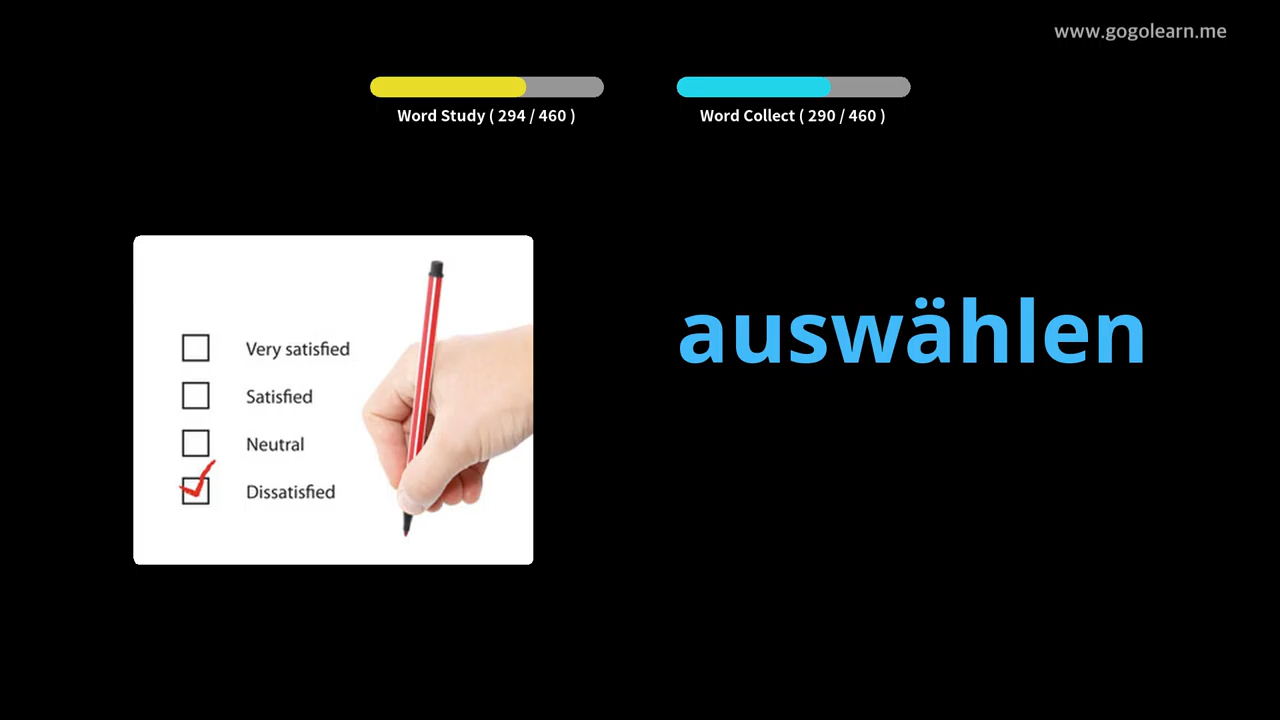 www.gogolearn.me
Word Study ( 294 / 460 )
Word Collect ( 290 / 460 )
auswählen
Very satisfied
Satisfied
Neutral
Dissatisfied